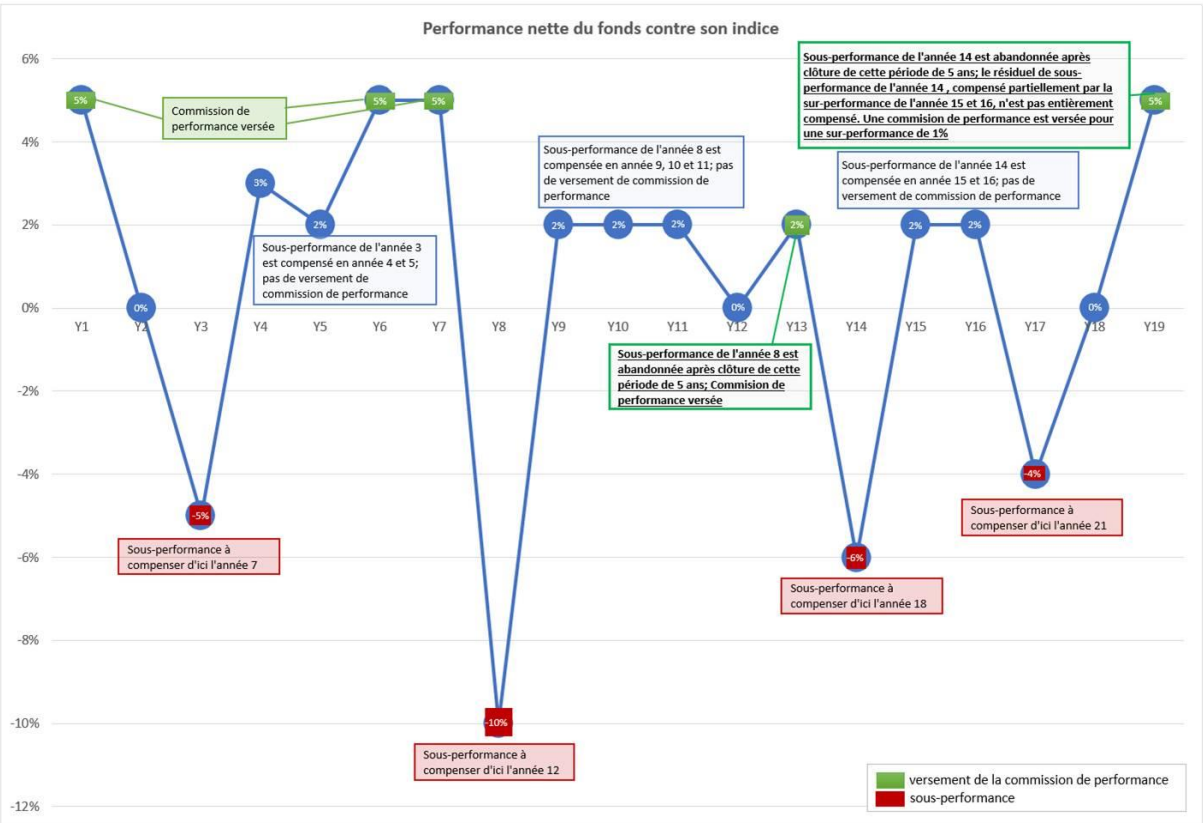 Performance nette du fonds contre son indice
6%
4%
2%
0%
-2%
-4%
-6%
-8%
-10%
-12%
Y1
Y2
Y3
Y4
Y5
Y6
Y7
Y8
Y9
Y10
Y11
Y12
Y13
Y14
Y15
Y16
Y17
Y18
Y19
5%
0%
-5%
3%
2%
5%
5%
-10%
2%
2%
2%
0%
2%
-6%
2%
2%
-4%
0%
5%
Commission de
performance versée
Sous-performance de l'année 3
est compensé en année 4 et 5;
pas de versement de
commission de performance
Sous-performance à
compenser d'ici l'année 7
Sous-performance à
compenser d'ici l'année 12
Sous-performance de l'année 8 est
compensée en année 9, 10 et 11; pas
de versement de commission de
performance
Sous-performance de l'année 8 est
abandonnée après clôture de cette
période de 5 ans; Commision de
performance versée
Sous-performance de l'année 14 est abandonnée après
clôture de cette période de 5 ans; le résiduel de sous-
performance de l'année 14 , compensé partiellement par la
sur-performance de l'année 15 et 16, n'est pas entièrement
compensé. Une commision de performance est versée pour
une sur-performance de 1%
Sous-performance de l'année 14 est
compensée en année 15 et 16; pas de
versement de commission de performance
Sous-performance à
compenser d'ici l'année 18
Sous-performance à
compenser d'ici l'année 21
versement de la commission de performance
sous-performance